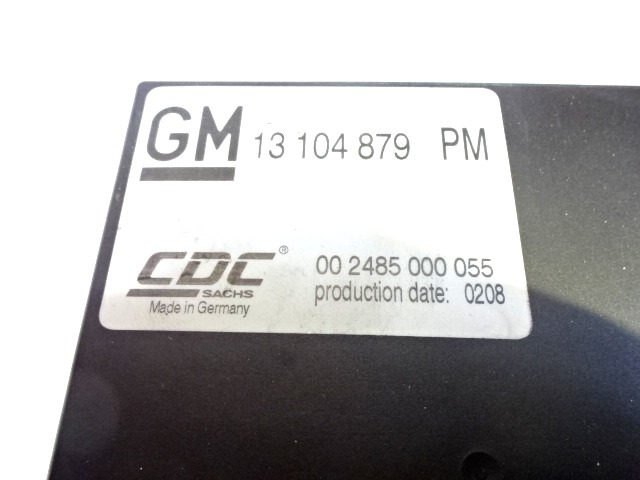 GM 13 104 879 PM
CDC® 00 2485 000 055
SACHS production date: 0208
Made in Germany